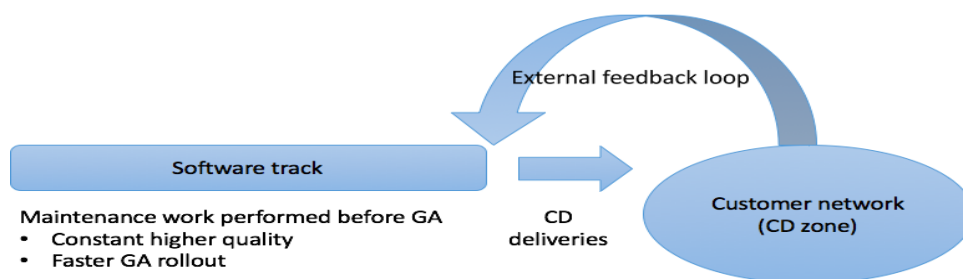 External feedback loop
Software track
Customer network
(CD zone)
Maintenance work performed before GA
• Constant higher quality
• Faster GA rollout
CD
deliveries